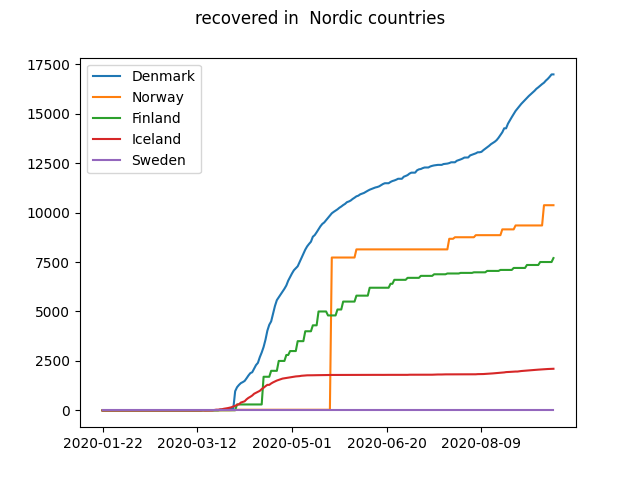 recovered in  Nordic countries
17500
15000
12500
10000
7500
5000
2500
0
Denmark
Norway
Finland
Iceland
Sweden
2020-01-22 2020-03-12 2020-05-01 2020-06-20 2020-08-09